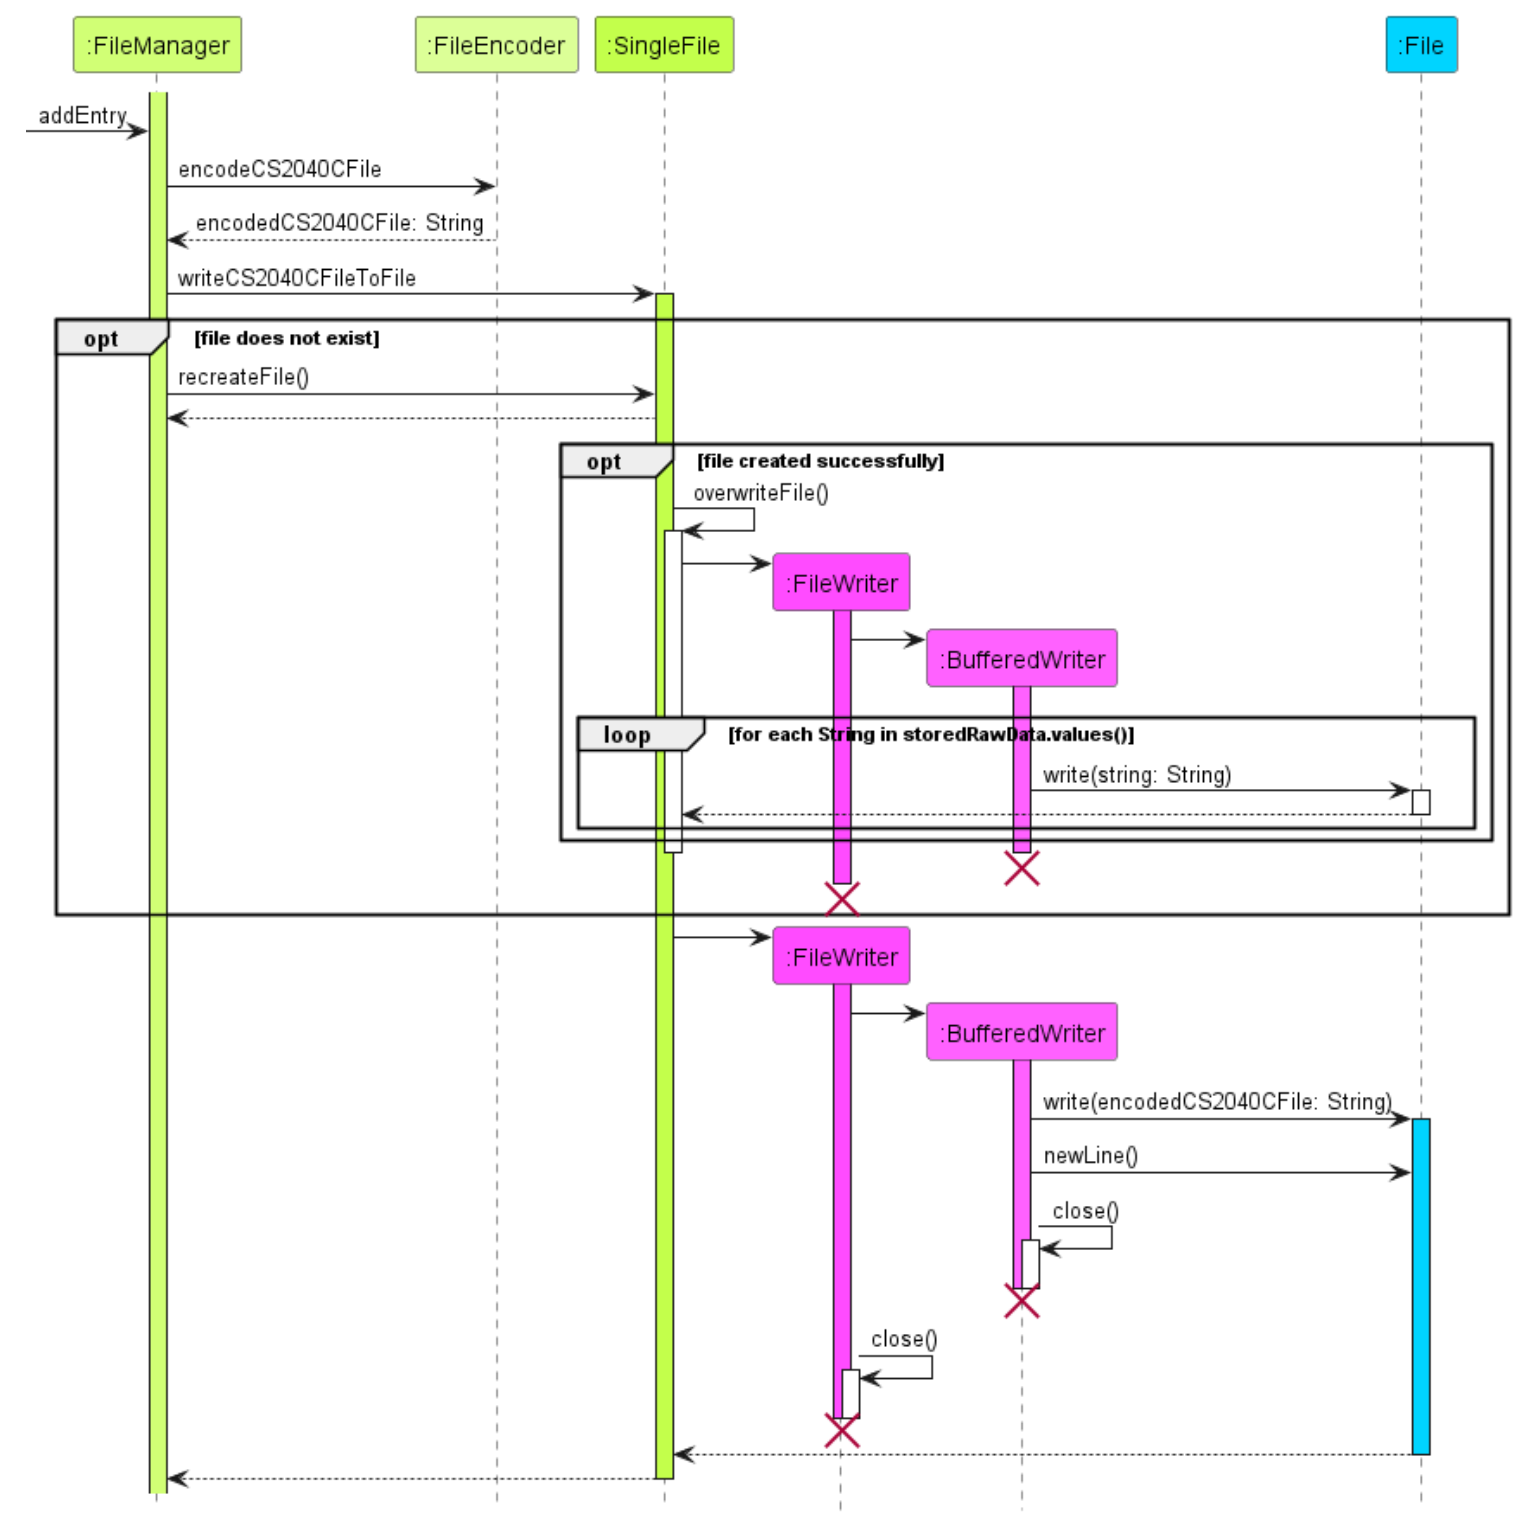 :FileManager
:FileEncoder
:SingleFile
:File
addEntry
encodeCS2040CFile
encodedCS2040CFile: String
writeCS2040CFileToFile
opt
[file does not exist]
recreateFile()
opt
[file created successfully]
overwriteFile()
:FileWriter
:BufferedWriter
loop
[for each String in storedRawData.values()]
write(string: String)
:FileWriter
:BufferedWriter
write(encodedCS2040CFile: String)
newLine()
close()
close()